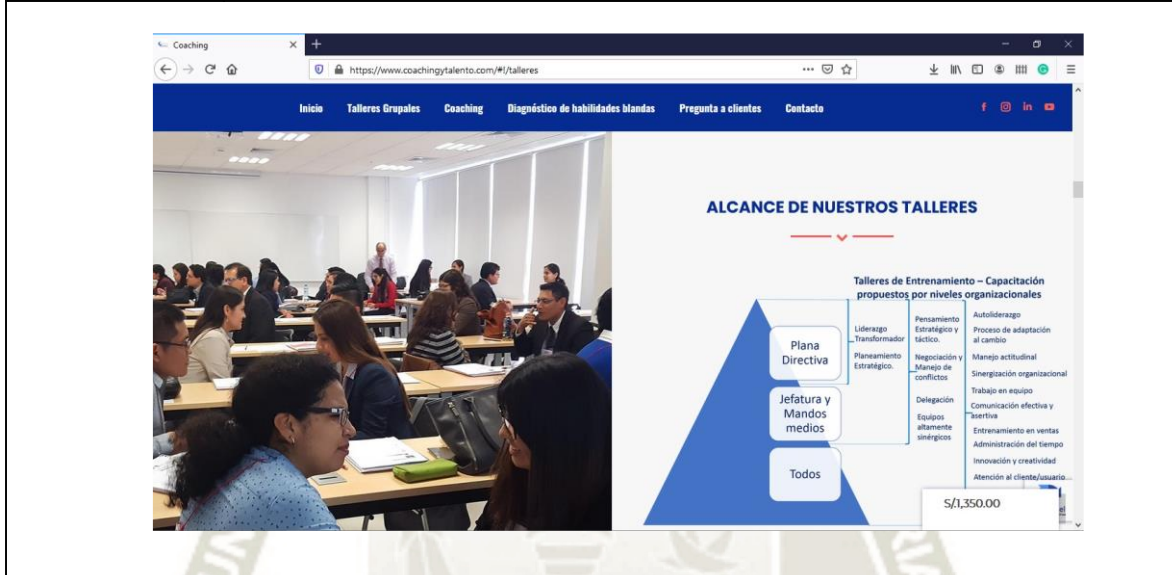 Coaching
https://www.coachingytalento.com/#!/talleres
Inicio Talleres Grupales Coaching Diagnóstico de habilidades blandas Pregunta a clientes Contacto
ALCANCE DE NUESTROS TALLERES
Talleres de Entrenamiento – Capacitación
propuestos por niveles organizacionales
Plana
Directiva
Jefatura y
Mandos
medios
Todos
Liderazgo
Transformador
Planeamiento
Estratégico.
Pensamiento
Estratégico y
táctico.
Negociación y
Manejo de
conflictos
Delegación
Equipos
altamente
sinérgicos
Autoliderazgo
Proceso de adaptación
al cambio
Manejo actitudinal
Sinergización organizacional
Trabajo en equipo
Comunicación efectiva y
asertiva
Entrenamiento en ventas
Administración del tiempo
Innovación y creatividad
Atención al cliente/usuario...
S/.1,350.00